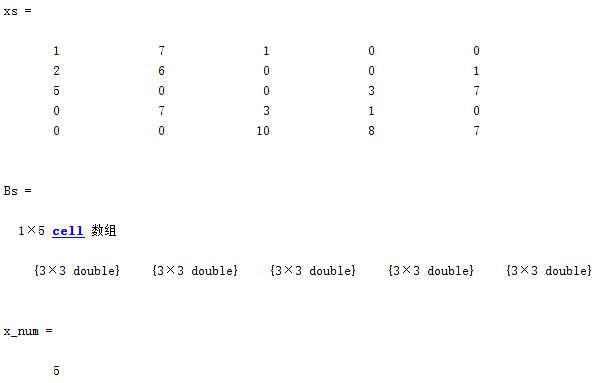 xs =
1 7 1 0 0
2 6 0 0 1
5 0 0 3 7
0 7 3 1 0
0 0 10 8 7
Bs =
1×5 cell 数组
{3×3 double} {3×3 double} {3×3 double} {3×3 double} {3×3 double}
x_num =
5